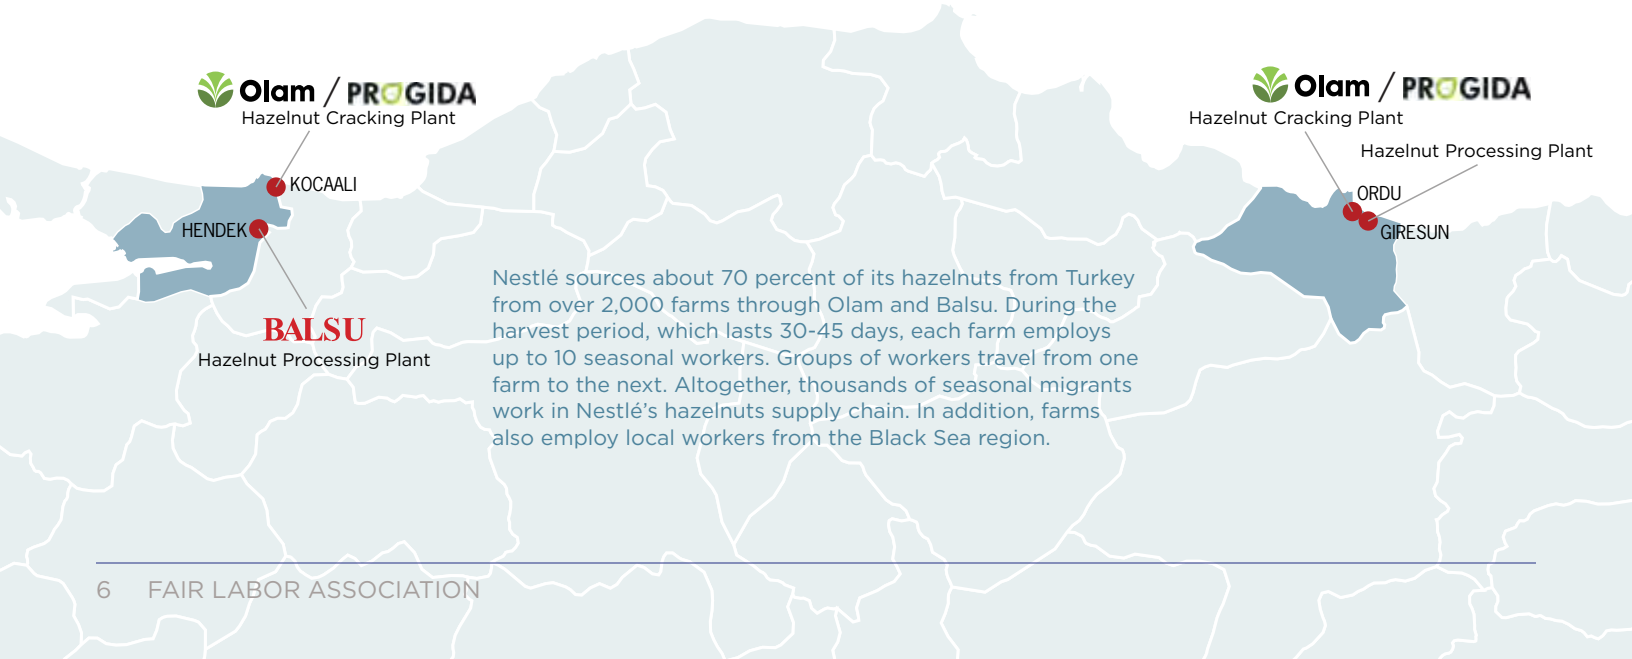 Olam / PROGIDA
Hazelnut Cracking Plant
KOCAALI
HENDEK
BALSU
Hazelnut Processing Plant
Olam / PROGIDA
Hazelnut Cracking Plant
Hazelnut Processing Plant
ORDU
GIRESUN
Nestlé sources about 70 percent of its hazelnuts from Turkey
from over 2,000 farms through Olam and Balsu. During the
harvest period, which lasts 30-45 days, each farm employs
up to 10 seasonal workers. Groups of workers travel from one
farm to the next. Altogether, thousands of seasonal migrants
work in Nestlé’s hazelnuts supply chain. In addition, farms
also employ local workers from the Black Sea region.
6 FAIR LABOR ASSOCIATION